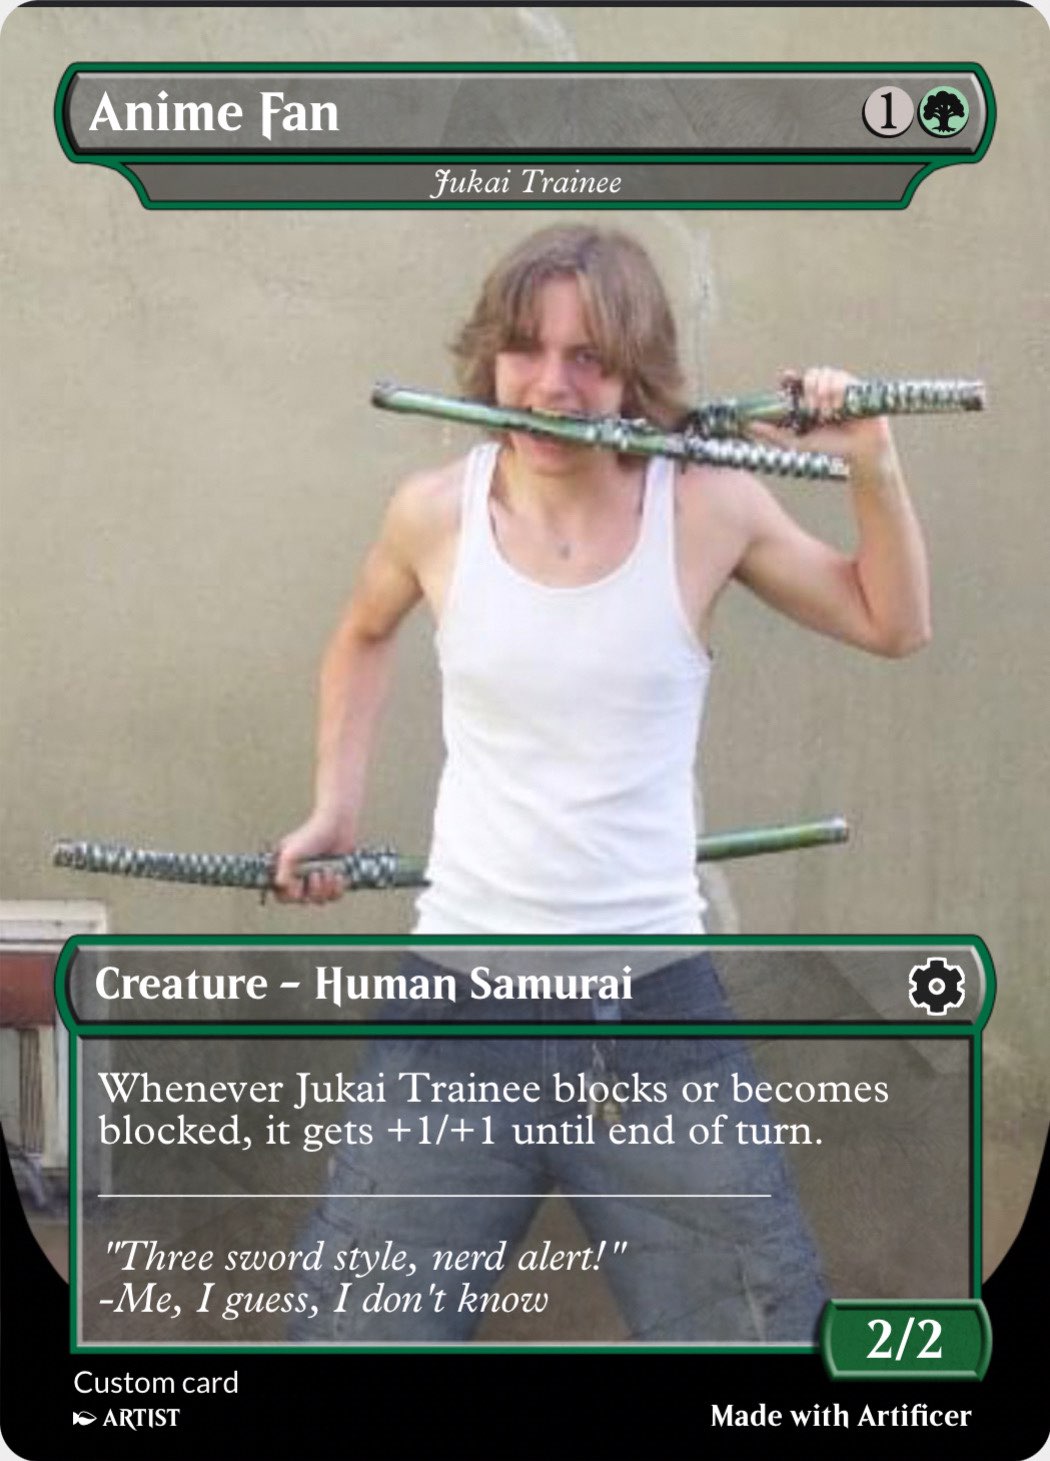 Anime Fan 1
Jukai Trainee
Creature – Human Samurai
Whenever Jukai Trainee blocks or becomes
blocked, it gets +1/+1 until end of turn.
"Three sword style, nerd alert!"
-Me, I guess, I don't know
2/2
Custom card
ARTIST
Made with Artificer